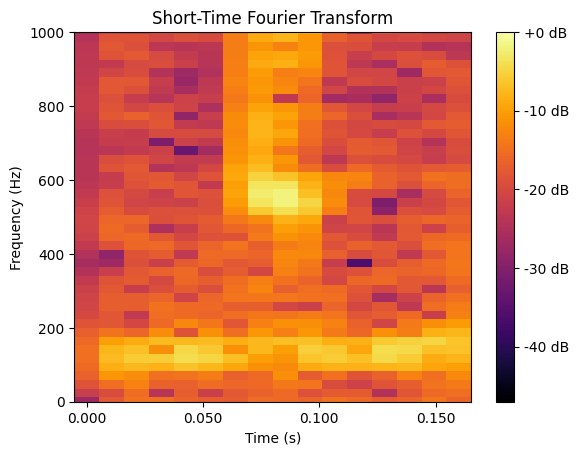 Short-Time Fourier Transform
Frequency (Hz)
1000
800
600
400
200
0
0.000
0.050
0.100
0.150
Time (s)
+0 dB
-10 dB
-20 dB
-30 dB
-40 dB